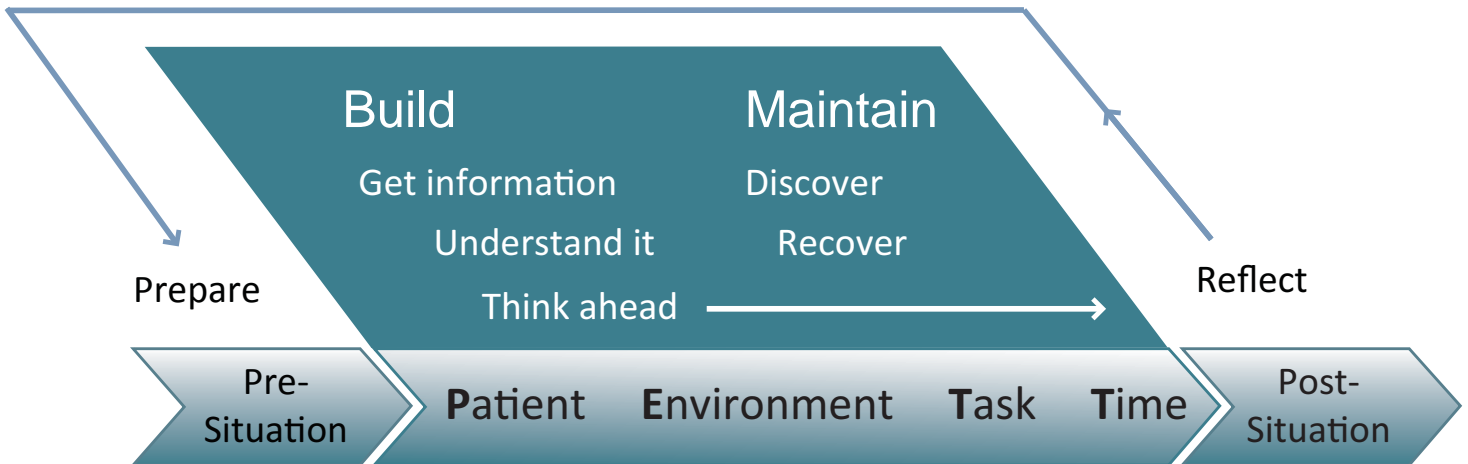 Build
Maintain
Get information
Discover
Understand it
Recover
Prepare
Think ahead
Reflect
Pre-
Situation
Patient Environment Task Time
Post-
Situation